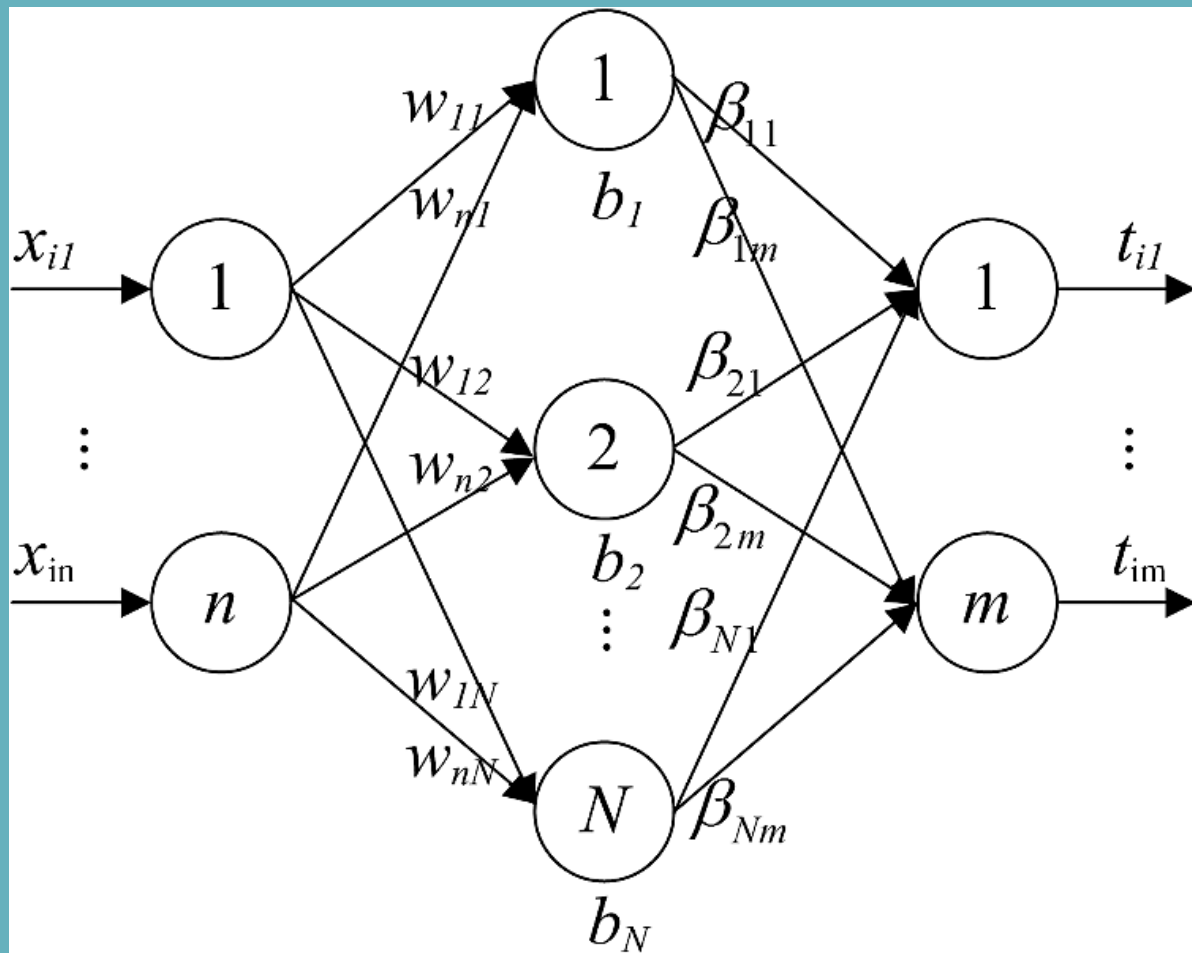 1
w11
β11
wn1
b1
β1m
xi1
1
1
ti1
w12
β21
⋮
2
⋮
wn2
β2m
xin
n
b2
m
tim
⋮
βN1
w1N
wnN
N
βNm
bN